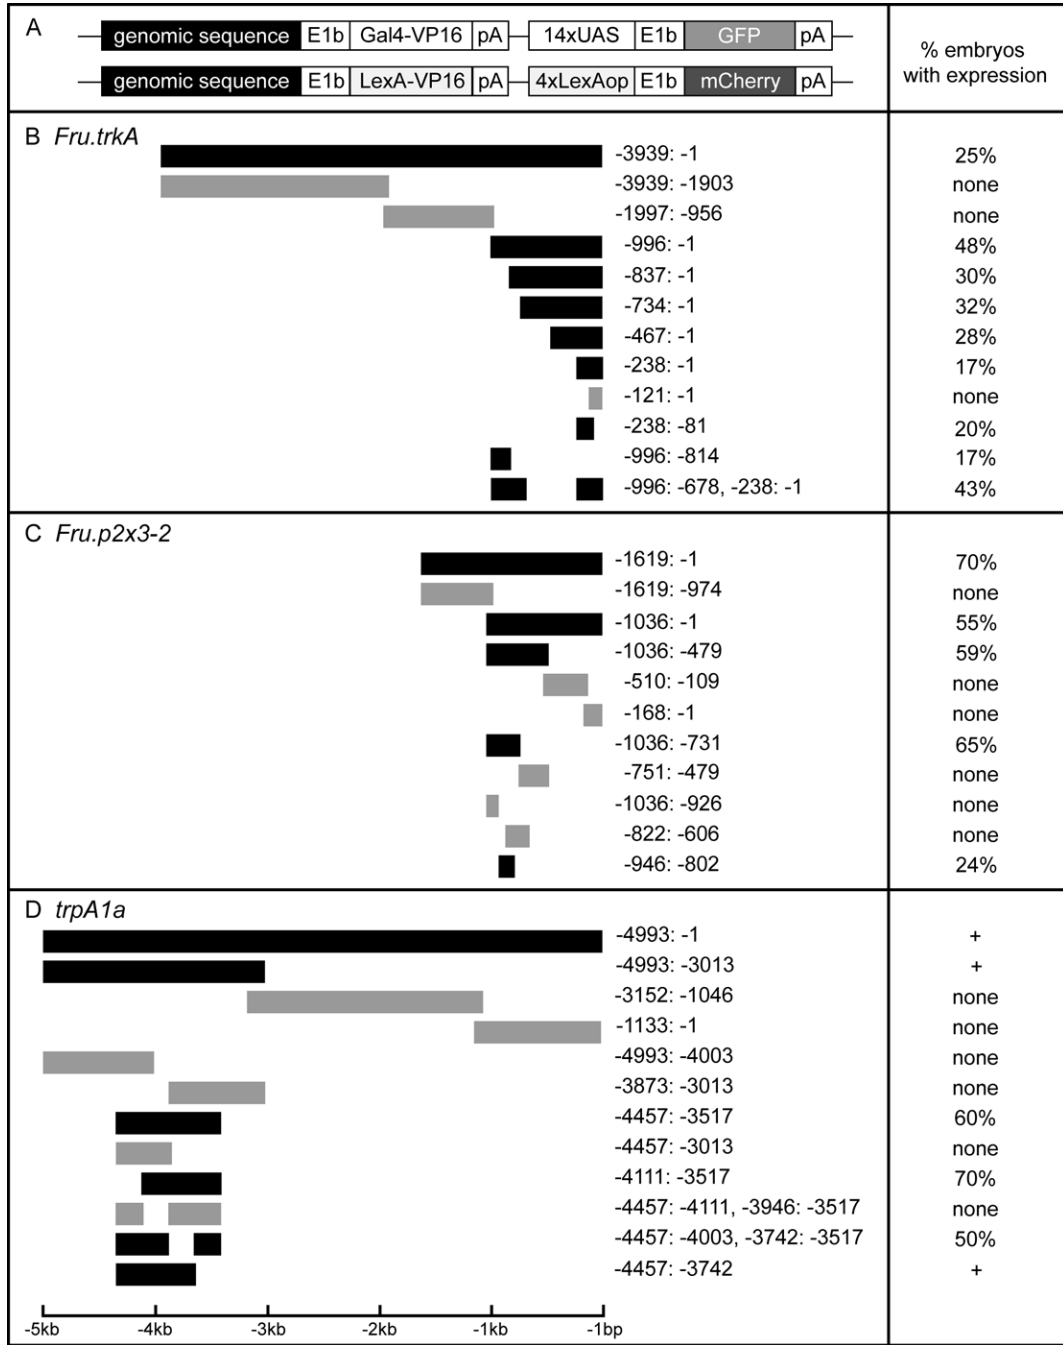 A
genomic sequence E1b Gal4-VP16 pA 14xUAS E1b GFP pA
genomic sequence E1b LexA-VP16 pA 4xLexAop E1b mCherry pA
% embryos
with expression
B Fru.trkA
-3939: -1 25%
-3939: -1903 none
-1997: -956 none
-996: -1 48%
-837: -1 30%
-734: -1 32%
-467: -1 28%
-238: -1 17%
-121: -1 none
-238: -81 20%
-996: -814 17%
-996: -678, -238: -1 43%
C Fru.p2x3-2
-1619: -1 70%
-1619: -974 none
-1036: -1 55%
-1036: -479 59%
-510: -109 none
-168: -1 none
-1036: -731 65%
-751: -479 none
-1036: -926 none
-822: -606 none
-946: -802 24%
D trpA1a
-4993: -1 +
-4993: -3013 +
-3152: -1046 none
-1133: -1 none
-4993: -4003 none
-3873: -3013 none
-4457: -3517 60%
-4457: -3013 none
-4111: -3517 70%
-4457: -4111, -3946: -3517 none
-4457: -4003, -3742: -3517 50%
-4457: -3742 +
-5kb -4kb -3kb -2kb -1kb -1bp